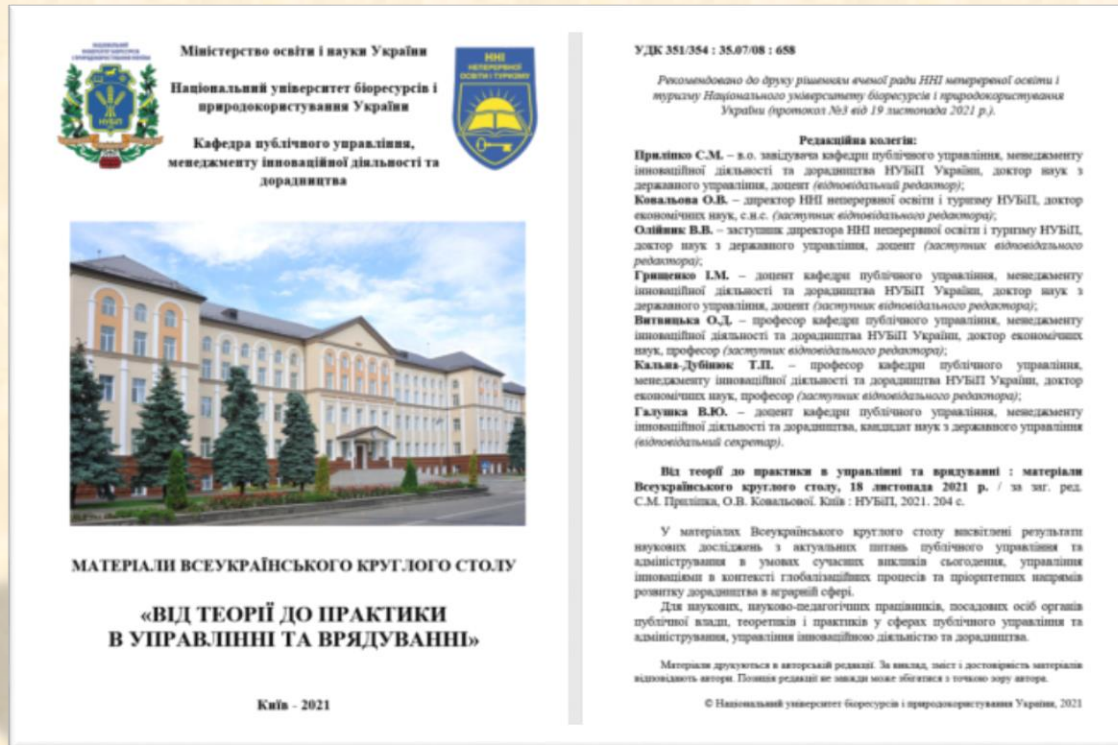 НАЦІОНАЛЬНИЙ
УНІВЕРСИТЕТ БІОРЕСУРСІВ
І ПРИРОДОКОРИСТУВАННЯ УКРАЇНИ
НУБіП
Міністерство освіти і науки України
Національний університет біоресурсів і
природокористування України
Кафедра публічного управління,
менеджменту інноваційної діяльності та
дорадництва
ННІ
НЕПЕРЕРВНОЇ
ОСВІТИ І ТУРИЗМУ
МАТЕРІАЛИ ВСЕУКРАЇНСЬКОГО КРУГЛОГО СТОЛУ
«ВІД ТЕОРІЇ ДО ПРАКТИКИ
В УПРАВЛІННІ ТА ВРЯДУВАННІ»
Київ - 2021
УДК 351/354 : 35.07/08 : 658
Рекомендовано до друку рішенням вченої ради ННІ неперервної освіти і
туризму Національного університету біоресурсів і природокористування
України (протокол №3 від 19 листопада 2021 р.).
Редакційна колегія:
Приліпко С.М. – в.о. завідувача кафедри публічного управління, менеджменту
інноваційної діяльності та дорадництва НУБіП України, доктор наук з
державного управління, доцент (відповідальний редактор);
Ковальова О.В. – директор ННІ неперервної освіти і туризму НУБіП, доктор
економічних наук, с.н.с. (заступник відповідального редактора);
Олійник В.В. – заступник директора ННІ неперервної освіти і туризму НУБіП,
доктор наук з державного управління, доцент (заступник відповідального
редактора);
Грищенко І.М. – доцент кафедри публічного управління, менеджменту
інноваційної діяльності та дорадництва НУБіП України, доктор наук з
державного управління, доцент (заступник відповідального редактора);
Витвицька О.Д. – професор кафедри публічного управління, менеджменту
інноваційної діяльності та дорадництва НУБіП України, доктор економічних
наук, професор (заступник відповідального редактора);
Кальна-Дубінюк Т.П. – професор кафедри публічного управління,
менеджменту інноваційної діяльності та дорадництва НУБіП України, доктор
економічних наук, професор (заступник відповідального редактора);
Галушка В.Ю. – доцент кафедри публічного управління, менеджменту
інноваційної діяльності та дорадництва, кандидат наук з державного управління
(відповідальний секретар).
Від теорії до практики в управлінні та врядуванні : матеріали
Всеукраїнського круглого столу, 18 листопада 2021 р. / за заг. ред.
С.М. Приліпка, О.В. Ковальової. Київ : НУБіП, 2021. 204 с.
У матеріалах Всеукраїнського круглого столу висвітлені результати
наукових досліджень з актуальних питань публічного управління та
адміністрування в умовах сучасних викликів сьогодення, управління
інноваціями в контексті глобалізаційних процесів та пріоритетних напрямів
розвитку дорадництва в аграрній сфері.
Для наукових, науково-педагогічних працівників, посадових осіб органів
публічної влади, теоретиків і практиків у сферах публічного управління та
адміністрування, управління інноваційною діяльністю та дорадництва.
Матеріали друкуються в авторській редакції. За виклад, зміст і достовірність матеріалів
відповідають автори. Позиція редакції не завжди може збігатися з точкою зору автора.
© Національний університет біоресурсів і природокористування України, 2021